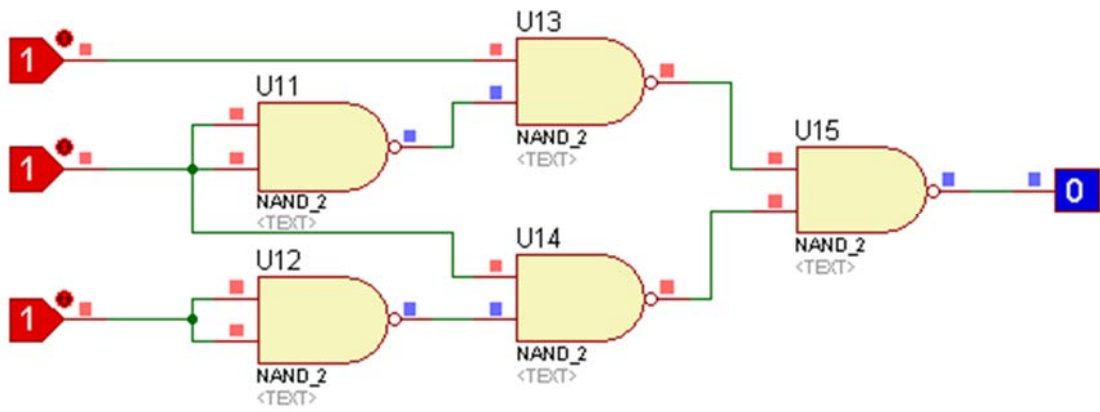 U13
1
U11
NAND_2
<TEXT>
U15
1
NAND_2
<TEXT>
0
U14
NAND_2
<TEXT>
U12
1
NAND_2
<TEXT>
NAND_2
<TEXT>